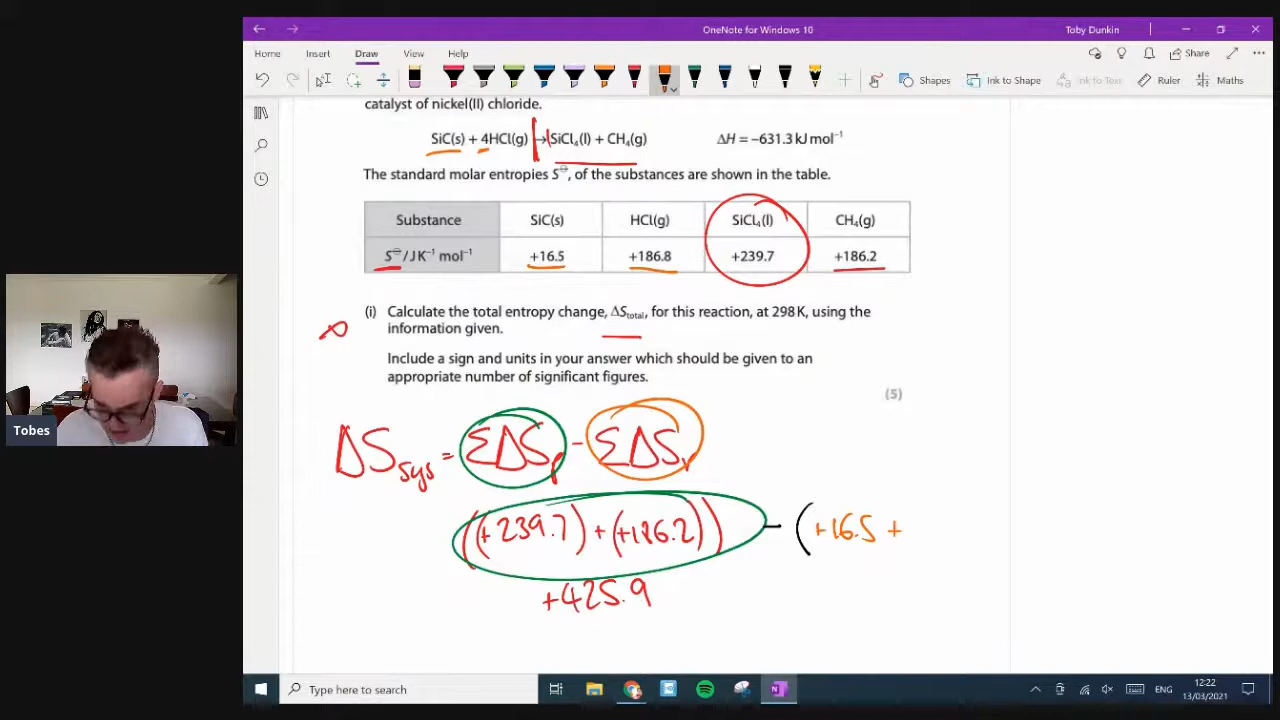 OneNote for Windows 10
Toby Dunkin
Home Insert Draw View Help
Share
Shapes Ink to Shape Ink to Text Ruler Maths
catalyst of nickel(II) chloride.
SiC(s) + 4HCl(g) → SiCl₄(l) + CH₄(g) ΔH = −631.3 kJ mol⁻¹
The standard molar entropies S⦵, of the substances are shown in the table.
Substance SiC(s) HCl(g) SiCl₄(l) CH₄(g)
S⦵ / J K⁻¹ mol⁻¹ +16.5 +186.8 +239.7 +186.2
(i) Calculate the total entropy change, ΔS_total, for this reaction, at 298 K, using the
information given.
Include a sign and units in your answer which should be given to an
appropriate number of significant figures.
(5)
ΔS_sys = ΣΔS_p − ΣΔS_r
((+239.7) + (+186.2)) − (+16.5 +
+425.9
Tobes
Type here to search
ENG
12:22
13/03/2021